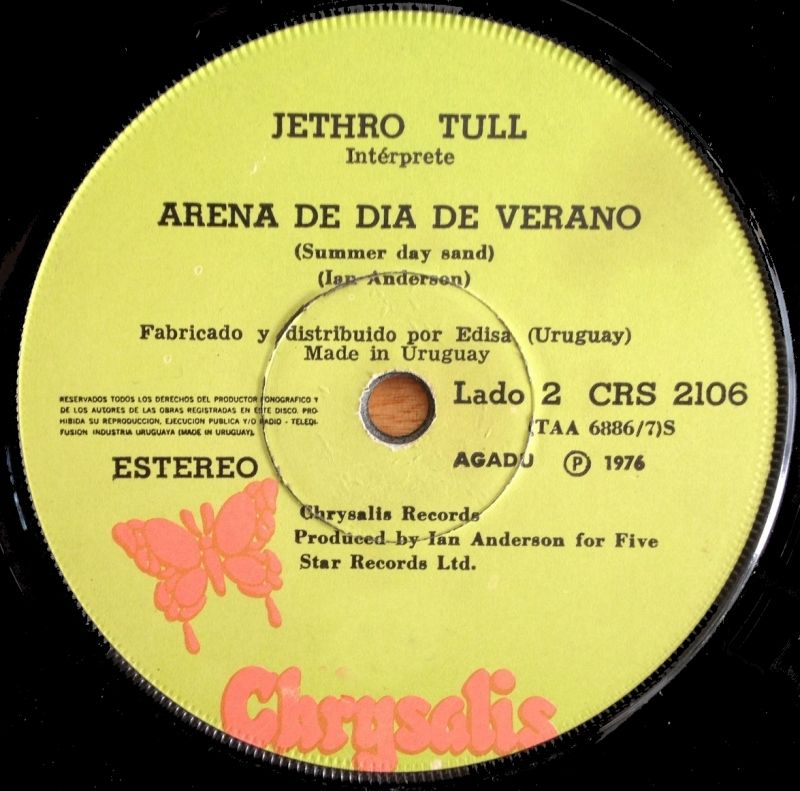 JETHRO TULL
Intérprete
ARENA DE DIA DE VERANO
(Summer day sand)
(Ian Anderson)
Fabricado y distribuido por Edisa (Uruguay)
Made in Uruguay
RESERVADOS TODOS LOS DERECHOS DEL PRODUCTOR FONOGRAFICO Y
DE LOS AUTORES DE LAS OBRAS REGISTRADAS EN ESTE DISCO. PRO-
HIBIDA SU REPRODUCCION, EJECUCION PUBLICA Y/O RADIO - TELEDI-
FUSION INDUSTRIA URUGUAYA (MADE IN URUGUAY).
Lado 2 CRS 2106
(TAA 6886/7)S
ESTEREO
AGADU Ⓟ 1976
Chrysalis Records
Produced by Ian Anderson for Five
Star Records Ltd.
Chrysalis